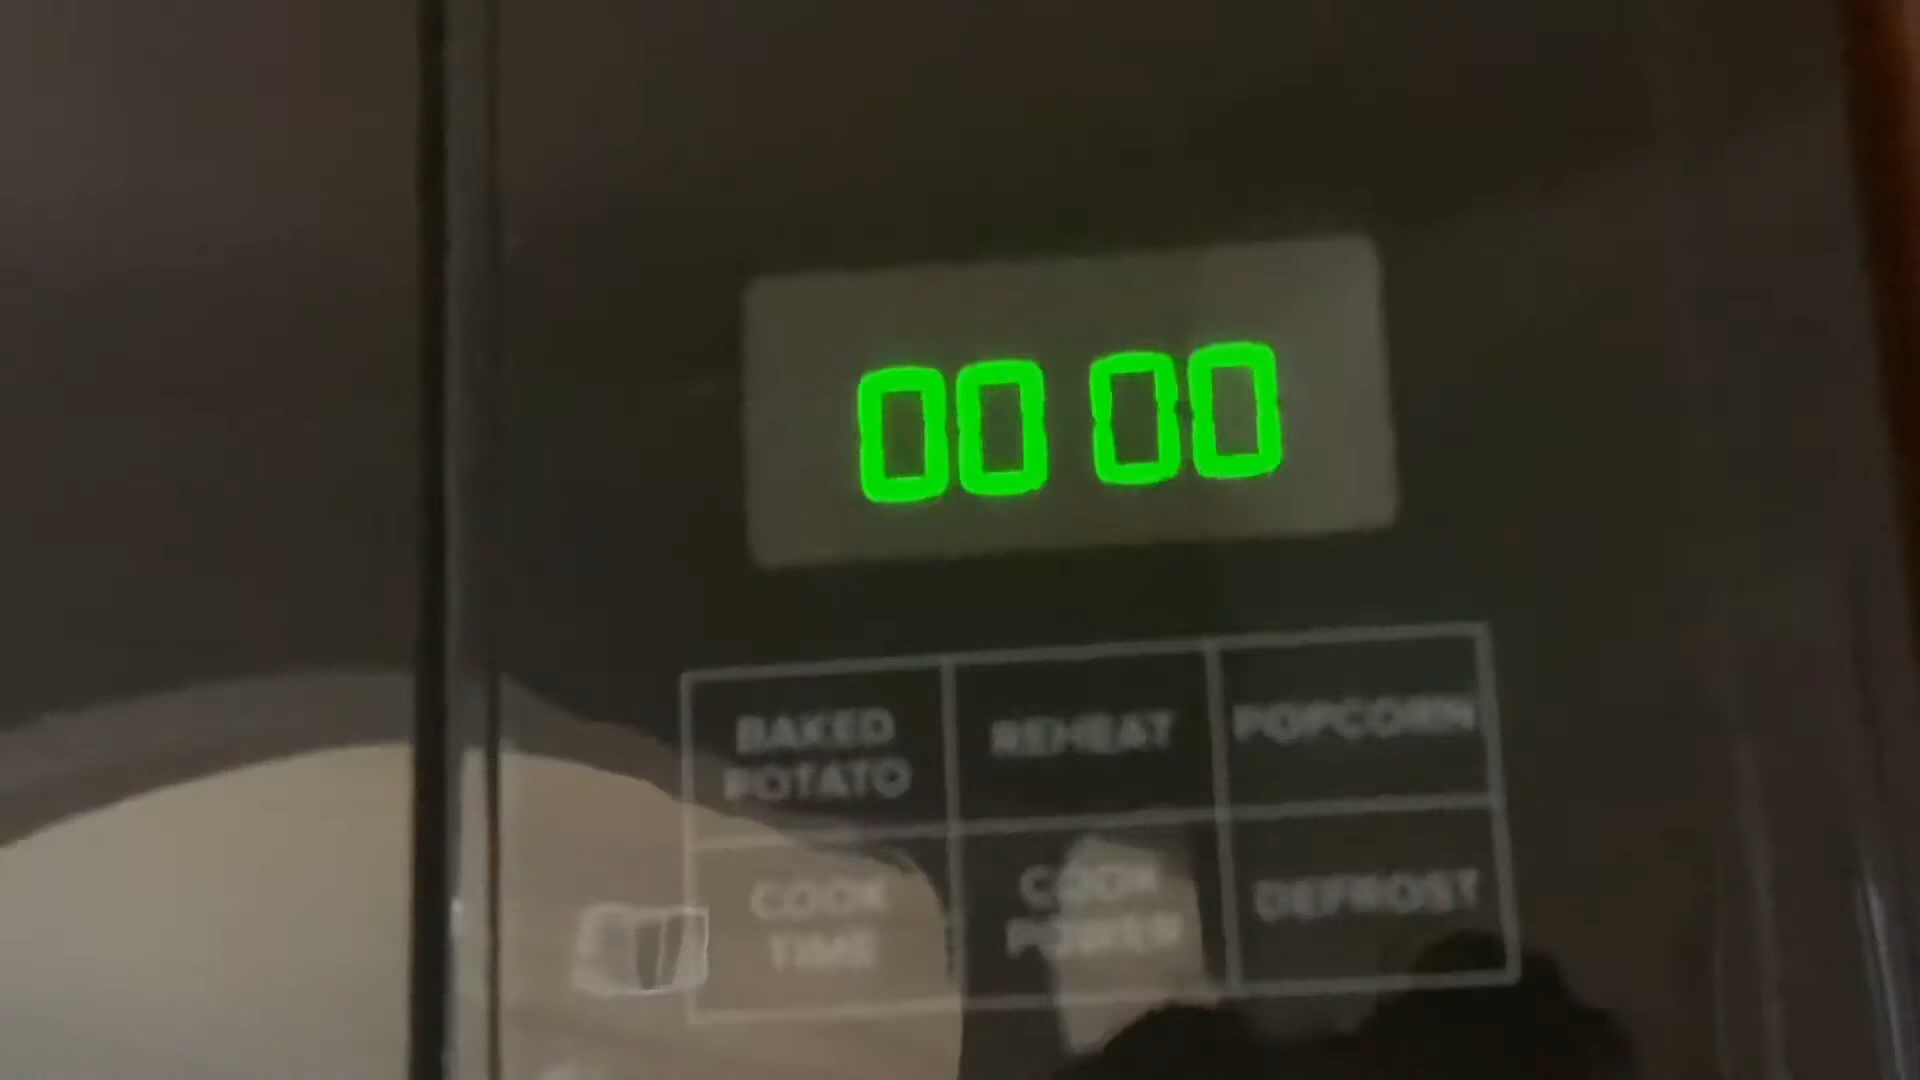 00 00
BAKED
POTATO
REHEAT
POPCORN
COOK
TIME
COOK
POWER
DEFROST